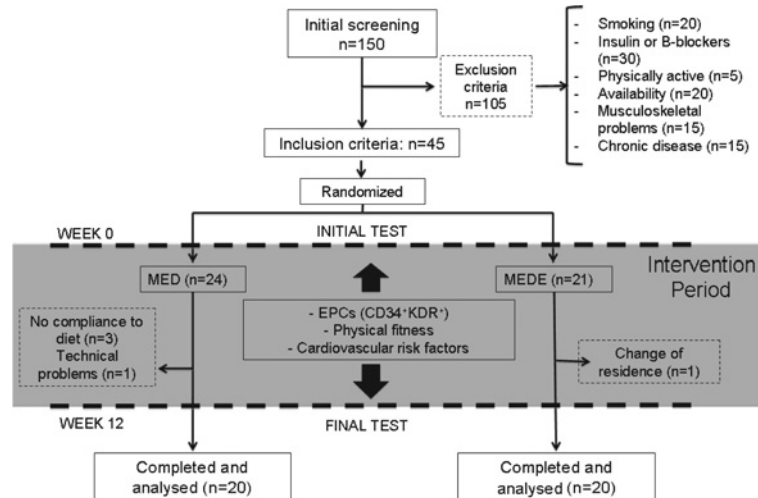 Initial screening
n=150
Exclusion
criteria
n=105
- Smoking (n=20)
- Insulin or B-blockers
(n=30)
- Physically active (n=5)
- Availability (n=20)
- Musculoskeletal
problems (n=15)
- Chronic disease (n=15)
Inclusion criteria: n=45
Randomized
WEEK 0
INITIAL TEST
MED (n=24)
MEDE (n=21)
Intervention
Period
- EPCs (CD34⁺KDR⁺)
- Physical fitness
- Cardiovascular risk factors
No compliance to
diet (n=3)
Technical
problems (n=1)
Change of
residence (n=1)
WEEK 12
FINAL TEST
Completed and
analysed (n=20)
Completed and
analysed (n=20)